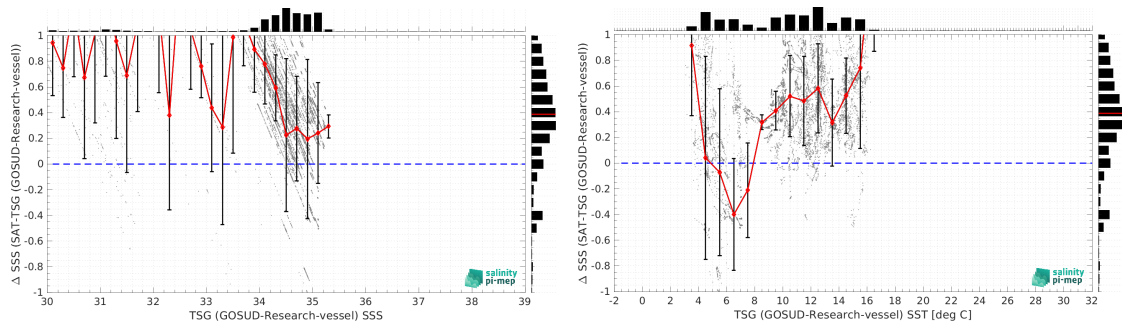 Δ SSS (SAT-TSG (GOSUD-Research-vessel))
1
0.8
0.6
0.4
0.2
0
-0.2
-0.4
-0.6
-0.8
-1
30 31 32 33 34 35 36 37 38 39
TSG (GOSUD-Research-vessel) SSS
salinity
pi-mep
Δ SSS (SAT-TSG (GOSUD-Research-vessel))
1
0.8
0.6
0.4
0.2
0
-0.2
-0.4
-0.6
-0.8
-1
-2 0 2 4 6 8 10 12 14 16 18 20 22 24 26 28 30 32
TSG (GOSUD-Research-vessel) SST [deg C]
salinity
pi-mep